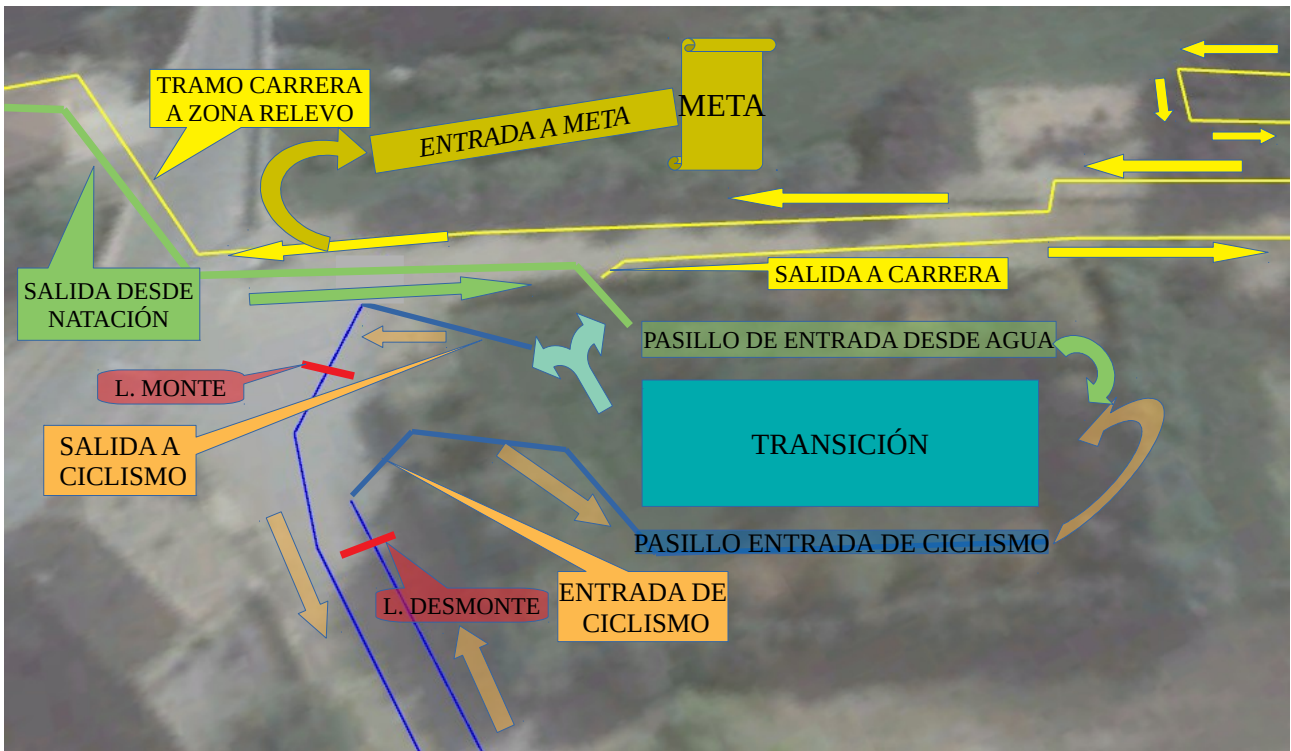 TRAMO CARRERA
A ZONA RELEVO
ENTRADA A META
META
SALIDA DESDE
NATACIÓN
SALIDA A CARRERA
PASILLO DE ENTRADA DESDE AGUA
L. MONTE
SALIDA A
CICLISMO
TRANSICIÓN
PASILLO ENTRADA DE CICLISMO
L. DESMONTE
ENTRADA DE
CICLISMO